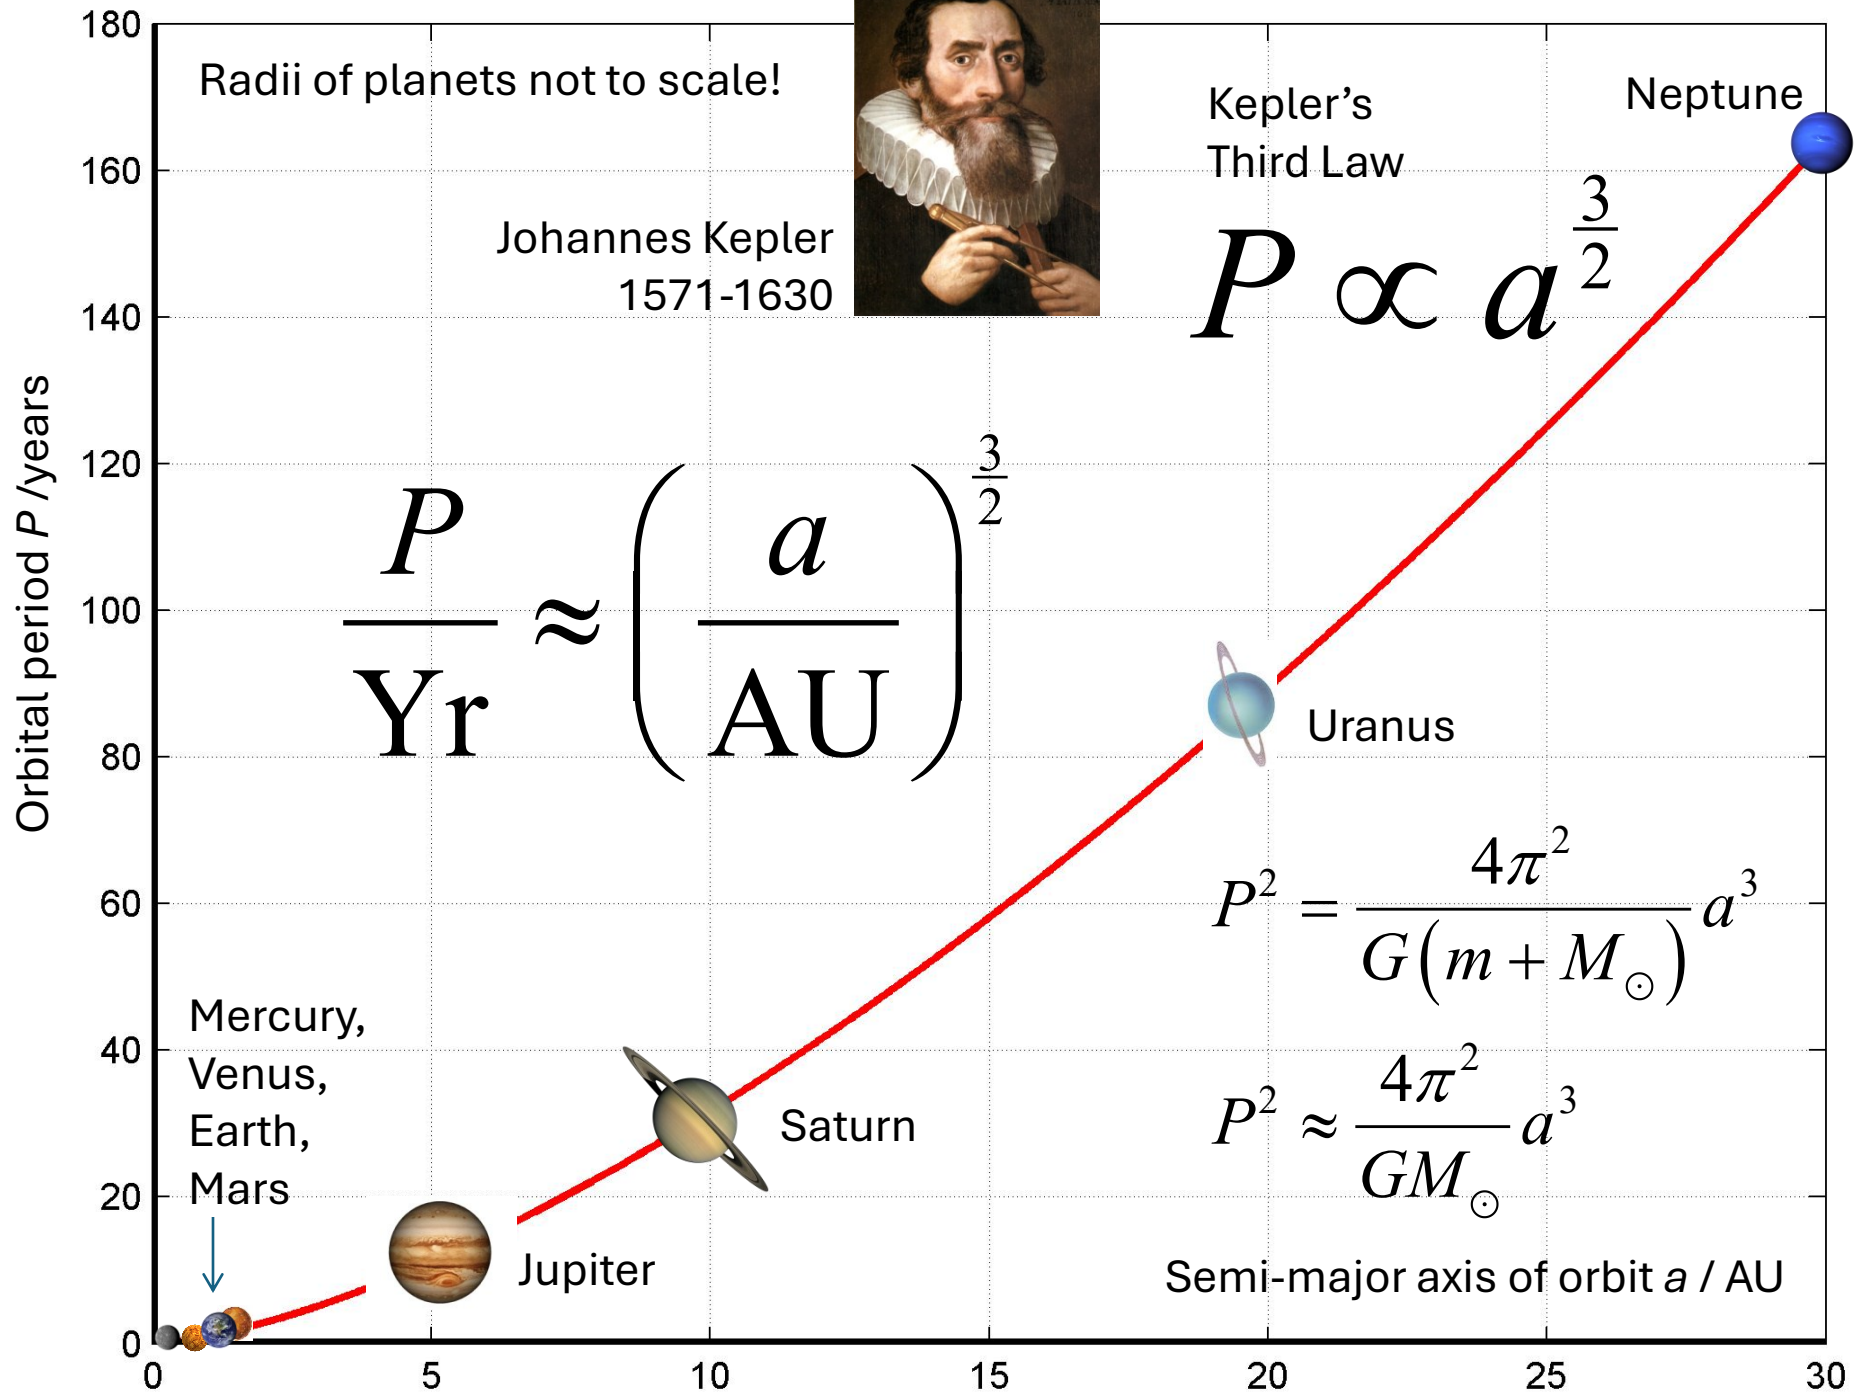 Radii of planets not to scale!
Johannes Kepler
1571-1630
Kepler’s
Third Law
P ∝ a^(3/2)
Neptune
P/Yr ≈ (a/AU)^(3/2)
Uranus
P² = 4π²/(G(m + M☉)) a³
P² ≈ 4π²/(GM☉) a³
Mercury,
Venus,
Earth,
Mars
Saturn
Jupiter
Semi-major axis of orbit a / AU
Orbital period P /years
180
160
140
120
100
80
60
40
20
0
0 5 10 15 20 25 30